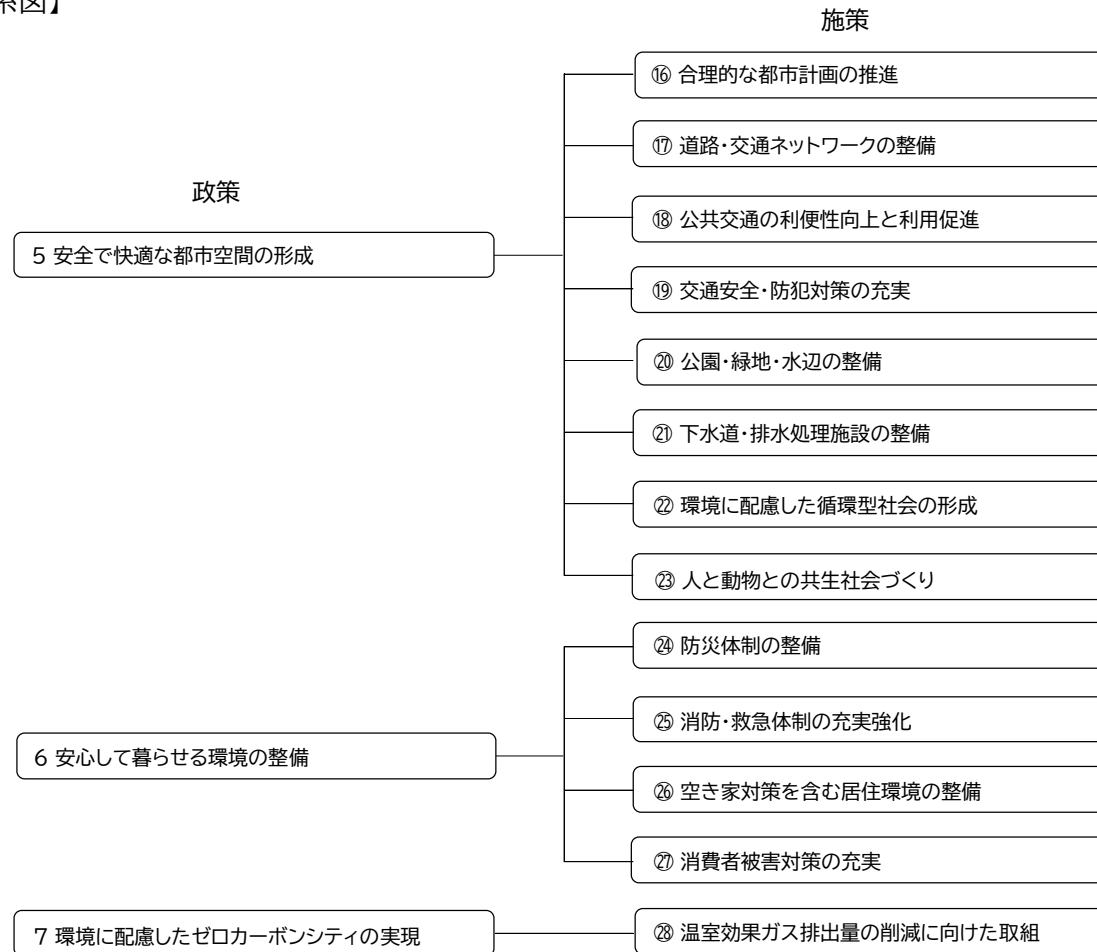 系図】
施策
政策
5 安全で快適な都市空間の形成
⑯ 合理的な都市計画の推進
⑰ 道路・交通ネットワークの整備
⑱ 公共交通の利便性向上と利用促進
⑲ 交通安全・防犯対策の充実
⑳ 公園・緑地・水辺の整備
㉑ 下水道・排水処理施設の整備
㉒ 環境に配慮した循環型社会の形成
㉓ 人と動物との共生社会づくり
6 安心して暮らせる環境の整備
㉔ 防災体制の整備
㉕ 消防・救急体制の充実強化
㉖ 空き家対策を含む居住環境の整備
㉗ 消費者被害対策の充実
7 環境に配慮したゼロカーボンシティの実現
㉘ 温室効果ガス排出量の削減に向けた取組